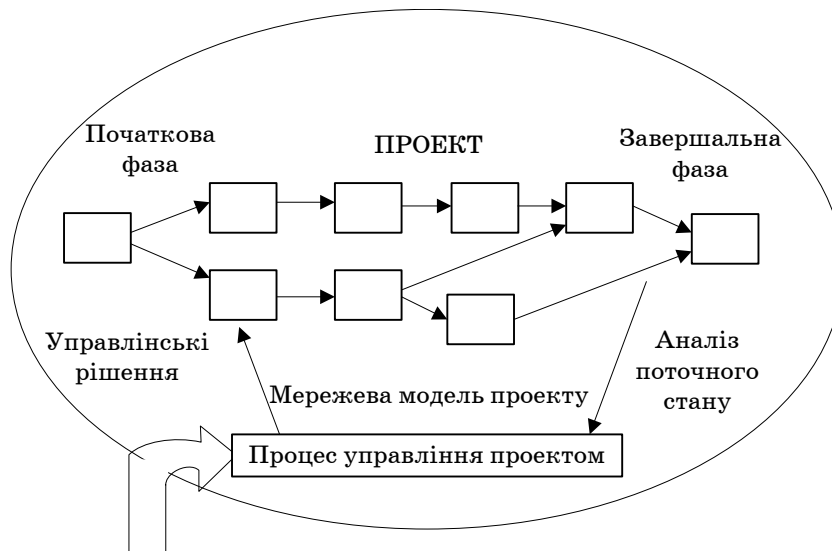 Початкова
фаза
ПРОЕКТ
Завершальна
фаза
Управлінські
рішення
Аналіз
поточного
стану
Мережева модель проекту
Процес управління проектом